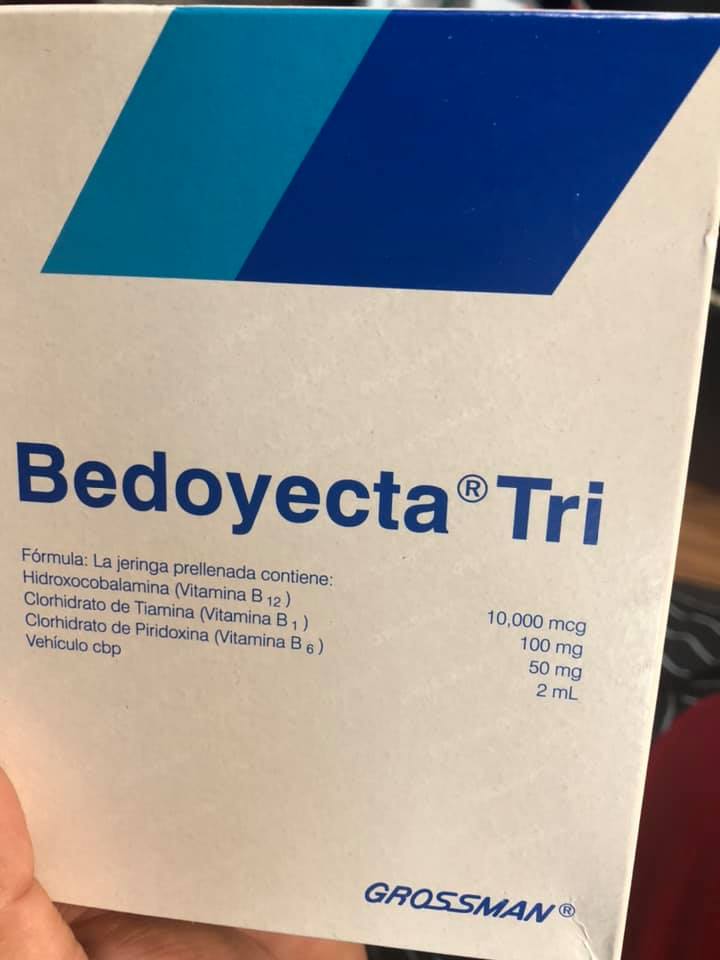 Bedoyecta® Tri
Fórmula: La jeringa prellenada contiene:
Hidroxocobalamina (Vitamina B 12) 10,000 mcg
Clorhidrato de Tiamina (Vitamina B 1) 100 mg
Clorhidrato de Piridoxina (Vitamina B 6) 50 mg
Vehículo cbp 2 mL
GROSSMAN®